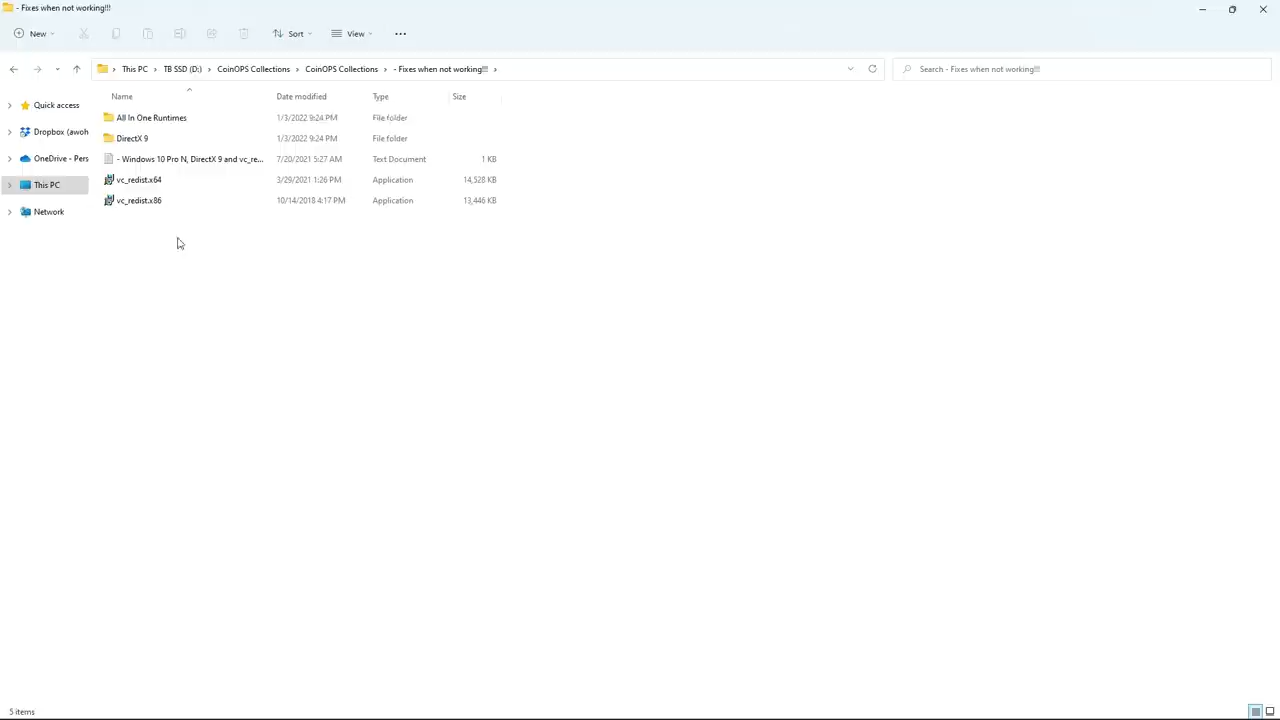 - Fixes when not working!!!
New
Sort
View
This PC > TB SSD (D:) > CoinOPS Collections > CoinOPS Collections > - Fixes when not working!!! >
Search - Fixes when not working!!!
Name Date modified Type Size
Quick access
Dropbox (awoh
OneDrive - Pers
This PC
Network
All In One Runtimes 1/3/2022 9:24 PM File folder
DirectX 9 1/3/2022 9:24 PM File folder
- Windows 10 Pro N, DirectX 9 and vc_re... 7/20/2021 5:27 AM Text Document 1 KB
vc_redist.x64 3/29/2021 1:26 PM Application 14,528 KB
vc_redist.x86 10/14/2018 4:17 PM Application 13,446 KB
5 items